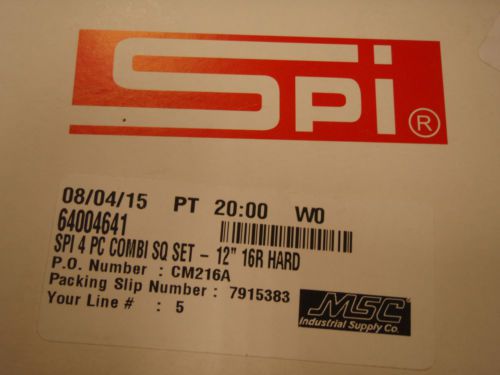 SPi ®
08/04/15 PT 20:00 WO
64004641
SPI 4 PC COMBI SQ SET - 12" 16R HARD
P.O. Number : CM216A
Packing Slip Number : 7915383
Your Line # : 5
MSC
Industrial Supply Co.